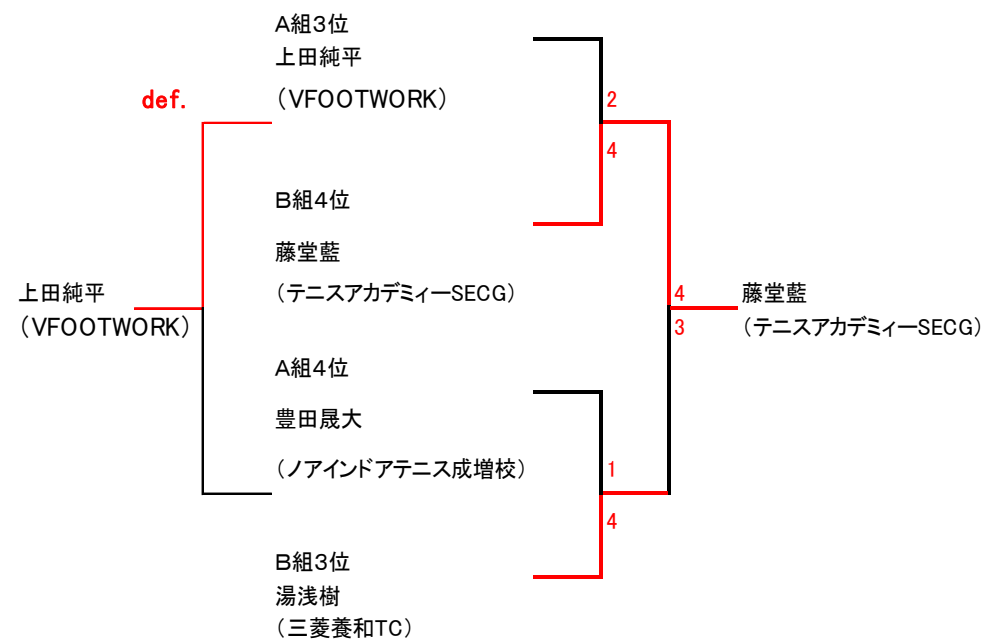 A組3位
上田純平
（VFOOTWORK）
def.
2
4
B組4位
藤堂藍
（テニスアカデミィーSECG）
上田純平
（VFOOTWORK）
4
3
藤堂藍
（テニスアカデミィーSECG）
A組4位
豊田晟大
（ノアインドアテニス成増校）
1
4
B組3位
湯浅樹
（三菱養和TC）